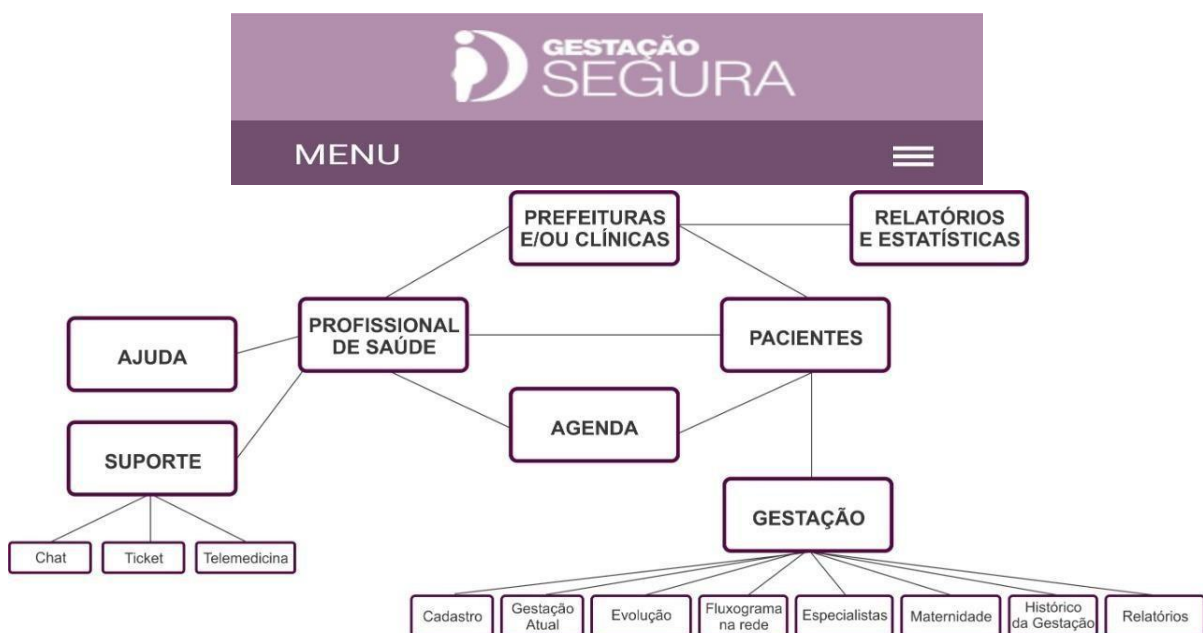 GESTAÇÃO
SEGURA
MENU
PREFEITURAS
E/OU CLÍNICAS
RELATÓRIOS
E ESTATÍSTICAS
PROFISSIONAL
DE SAÚDE
PACIENTES
AJUDA
AGENDA
SUPORTE
GESTAÇÃO
Chat
Ticket
Telemedicina
Cadastro
Gestação
Atual
Evolução
Fluxograma
na rede
Especialistas
Maternidade
Histórico
da Gestação
Relatórios